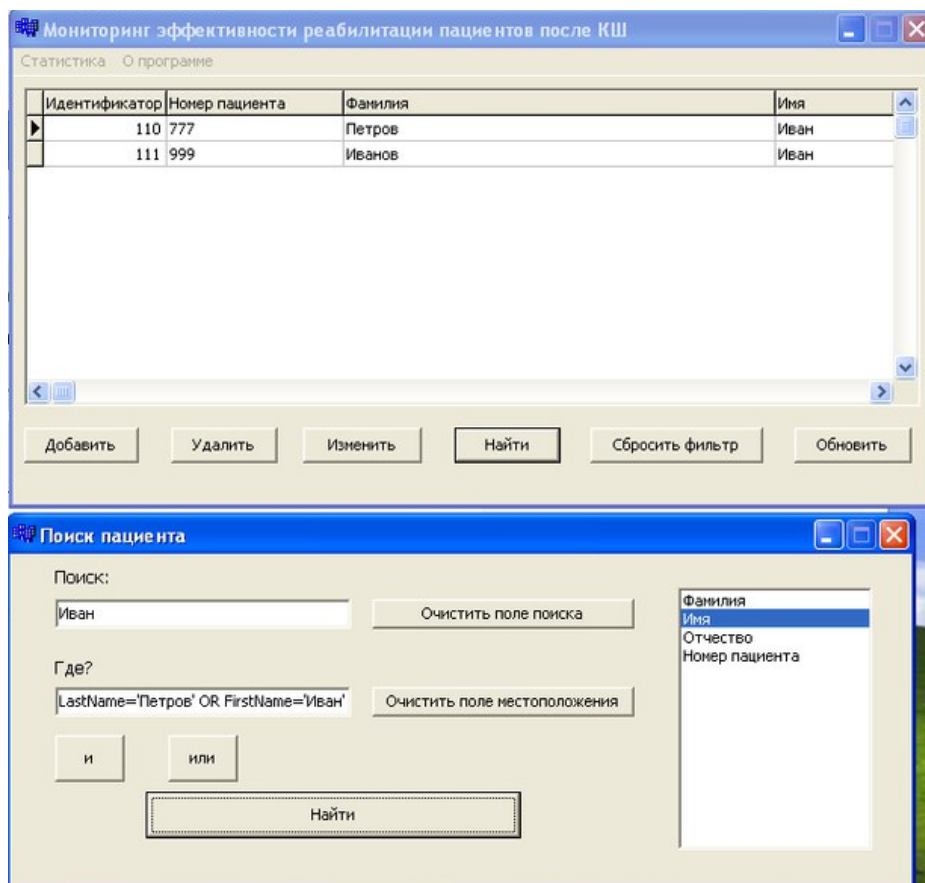 Мониторинг эффективности реабилитации пациентов после КШ
Статистика О программе
Идентификатор Номер пациента Фамилия Имя
110 777 Петров Иван
111 999 Иванов Иван
Добавить Удалить Изменить Найти Сбросить фильтр Обновить
Поиск пациента
Поиск:
Иван Очистить поле поиска
Где?
LastName='Петров' OR FirstName='Иван' Очистить поле местоположения
и или
Найти
Фамилия
Имя
Отчество
Номер пациента